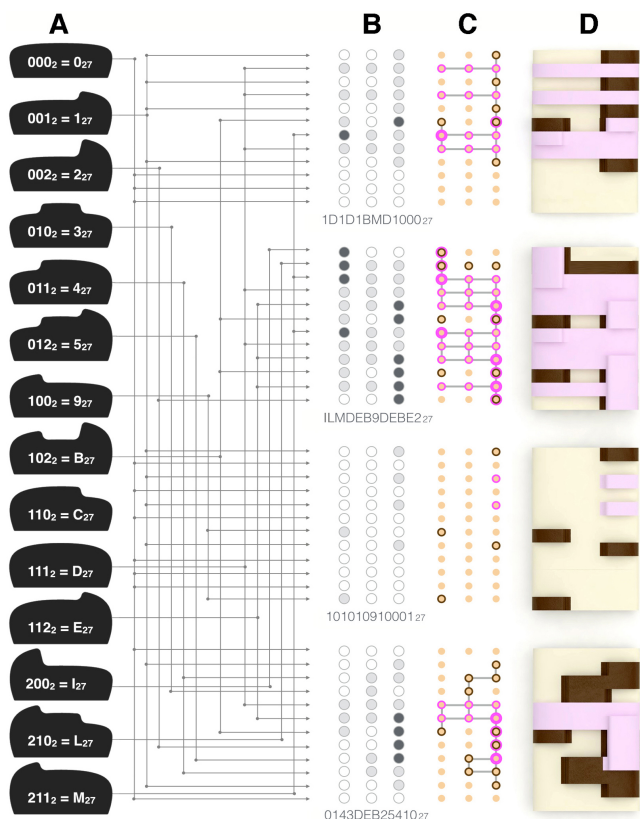 A
B
C
D
000₂ = 0₂₇
001₂ = 1₂₇
002₂ = 2₂₇
010₂ = 3₂₇
011₂ = 4₂₇
012₂ = 5₂₇
100₂ = 9₂₇
102₂ = B₂₇
110₂ = C₂₇
111₂ = D₂₇
112₂ = E₂₇
200₂ = I₂₇
210₂ = L₂₇
211₂ = M₂₇
1D1D1BMD1000₂₇
ILMDEB9DEBE2₂₇
101010910001₂₇
0143DEB25410₂₇